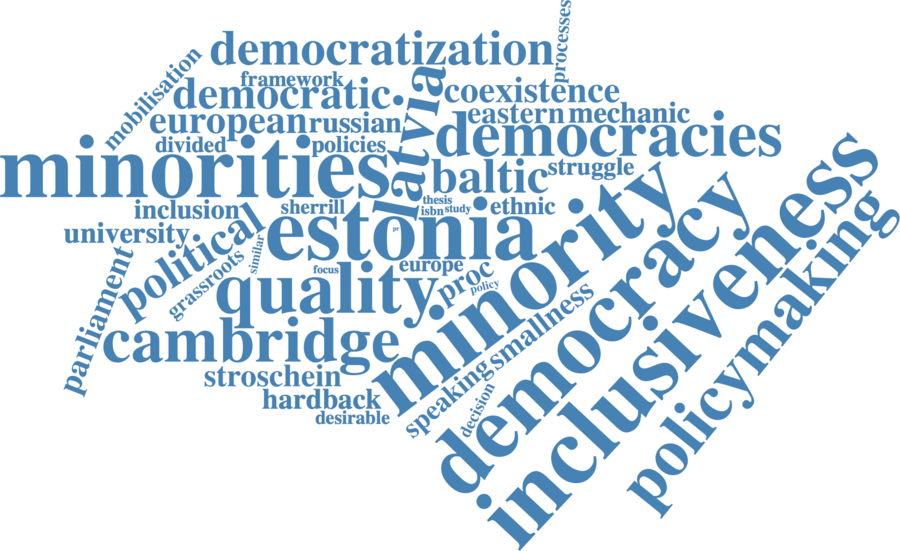 processes
democratization
mobilisation
framework
democratic
latvia
coexistence
european
russian
eastern
mechanic
divided
policies
democracies
minorities
baltic
struggle
inclusion
sherrill
thesis
isbn
study
ethnic
university
political
estonia
pr
similar
grassroots
focus
europe
parliament
quality
proc
policy
minority
democracy
inclusiveness
policymaking
cambridge
smallness
stroschein
speaking
decision
hardback
desirable